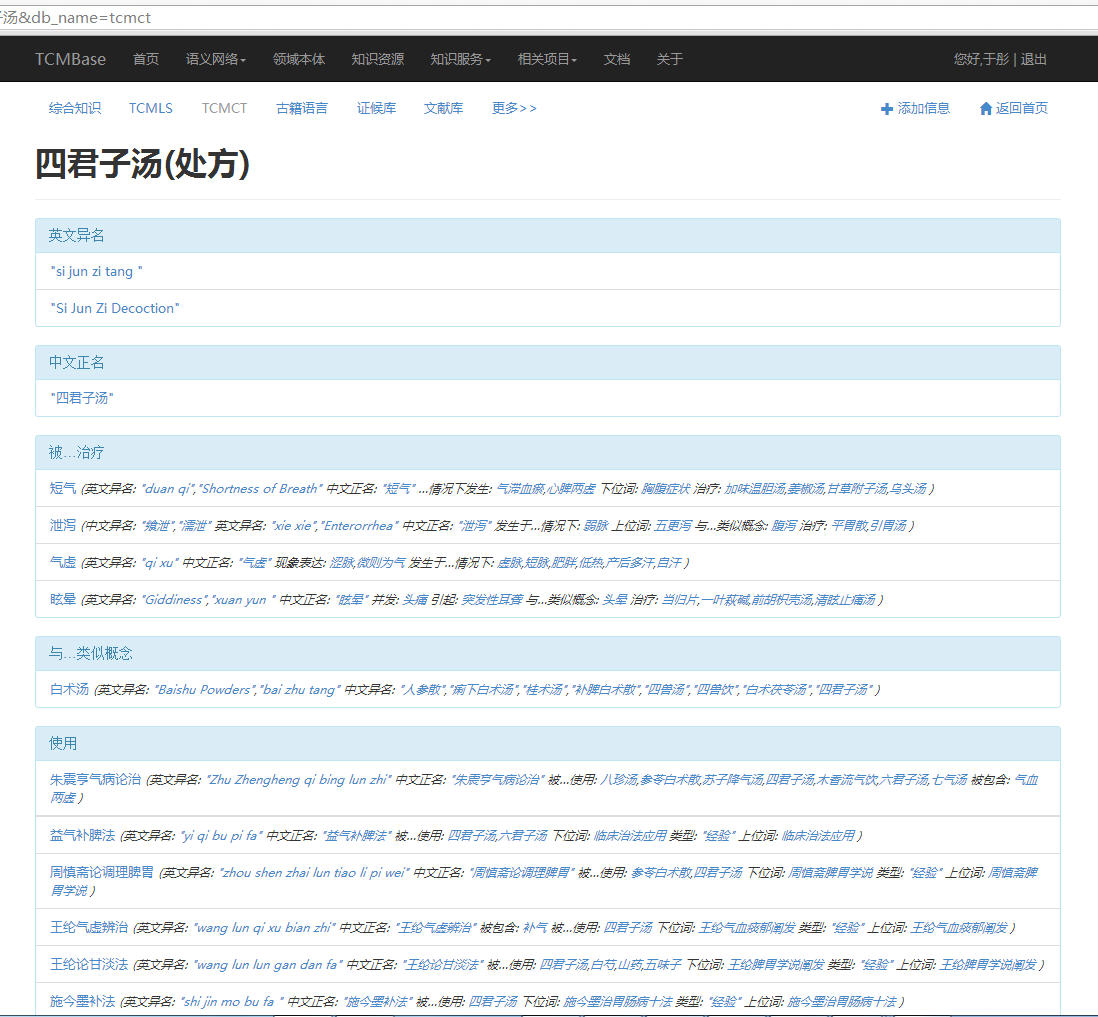 汤&db_name=tcmct
TCMBase 首页 语义网络 领域本体 知识资源 知识服务 相关项目 文档 关于 您好,于彤 | 退出
综合知识 TCMLS TCMCT 古籍语言 证候库 文献库 更多>> 添加信息 返回首页
四君子汤(处方)
英文异名
"si jun zi tang "
"Si Jun Zi Decoction"
中文正名
"四君子汤"
被...治疗
短气 (英文异名: "duan qi","Shortness of Breath" 中文正名: "短气" ...情况下发生: 气滞血瘀,心脾两虚 下位词: 胸腹症状 治疗: 加味温胆汤,姜椒汤,甘草附子汤,乌头汤 )
泄泻 (中文异名: "飧泄","濡泄" 英文异名: "xie xie","Enterorrhea" 中文正名: "泄泻" 发生于...情况下: 弱脉 上位词: 五更泻 与...类似概念: 腹泻 治疗: 平胃散,引胃汤 )
气虚 (英文异名: "qi xu" 中文正名: "气虚" 现象表达: 涩脉,微则为气 发生于...情况下: 虚脉,短脉,肥胖,低热,产后多汗,自汗 )
眩晕 (英文异名: "Giddiness","xuan yun " 中文正名: "眩晕" 并发: 头痛 引起: 突发性耳聋 与...类似概念: 头晕 治疗: 当归片,一叶萩碱,前胡枳壳汤,清眩止痛汤 )
与...类似概念
白术汤 (英文异名: "Baishu Powders","bai zhu tang" 中文异名: "人参散","痢下白术汤","桂术汤","补脾白术散","四兽汤","四兽饮","白术茯苓汤","四君子汤" )
使用
朱震亨气病论治 (英文异名: "Zhu Zhengheng qi bing lun zhi" 中文正名: "朱震亨气病论治" 被...使用: 八珍汤,参苓白术散,苏子降气汤,四君子汤,木香流气饮,六君子汤,七气汤 被包含: 气血
两虚 )
益气补脾法 (英文异名: "yi qi bu pi fa" 中文正名: "益气补脾法" 被...使用: 四君子汤,六君子汤 下位词: 临床治法应用 类型: "经验" 上位词: 临床治法应用 )
周慎斋论调理脾胃 (英文异名: "zhou shen zhai lun tiao li pi wei" 中文正名: "周慎斋论调理脾胃" 被...使用: 参苓白术散,四君子汤 下位词: 周慎斋脾胃学说 类型: "经验" 上位词: 周慎斋脾
胃学说 )
王纶气虚辨治 (英文异名: "wang lun qi xu bian zhi" 中文正名: "王纶气虚辨治" 被包含: 补气 被...使用: 四君子汤 下位词: 王纶气血痰郁阐发 类型: "经验" 上位词: 王纶气血痰郁阐发 )
王纶论甘淡法 (英文异名: "wang lun lun gan dan fa" 中文正名: "王纶论甘淡法" 被...使用: 四君子汤,白芍,山药,五味子 下位词: 王纶脾胃学说阐发 类型: "经验" 上位词: 王纶脾胃学说阐发 )
施今墨补法 (英文异名: "shi jin mo bu fa " 中文正名: "施今墨补法" 被...使用: 四君子汤 下位词: 施今墨治胃肠病十法 类型: "经验" 上位词: 施今墨治胃肠病十法 )